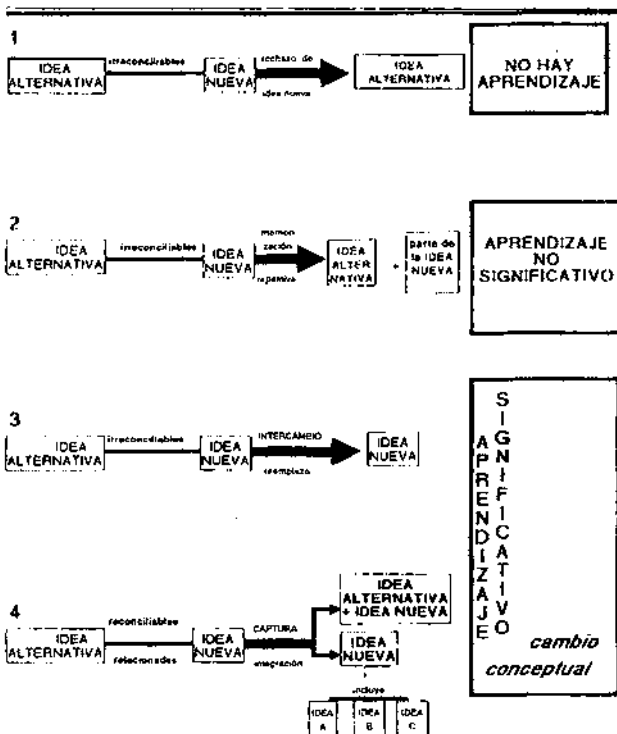 1
IDEA
ALTERNATIVA
irreconciliables
IDEA
NUEVA
rechazo de
idea nueva
IDEA
ALTERNATIVA
NO HAY
APRENDIZAJE
2
IDEA
ALTERNATIVA
irreconciliables
IDEA
NUEVA
memori
zación
repetitiva
IDEA
ALTER
NATIVA
+
parte de
la IDEA
NUEVA
APRENDIZAJE
NO
SIGNIFICATIVO
3
IDEA
ALTERNATIVA
irreconciliables
IDEA
NUEVA
INTERCAMBIO
reemplazo
IDEA
NUEVA
APRENDIZAJE
SIGNIFICATIVO
4
IDEA
ALTERNATIVA
reconciliables
relacionadas
IDEA
NUEVA
CAPTURA
integración
IDEA
ALTERNATIVA
+ IDEA NUEVA
IDEA
NUEVA
incluye
IDEA
A
IDEA
B
IDEA
C
cambio
conceptual